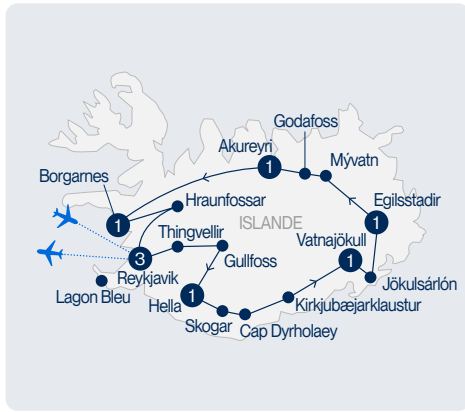 Godafoss
Akureyri
1
Mývatn
Borgarnes
Hraunfossar
Egilsstadir
1
1
ISLANDE
Thingvellir
Vatnajökull
3
Gullfoss
1
Reykjavik
Jökulsárlón
Lagon Bleu
Hella
1
Kirkjubæjarklaustur
Skogar
Cap Dyrholaey